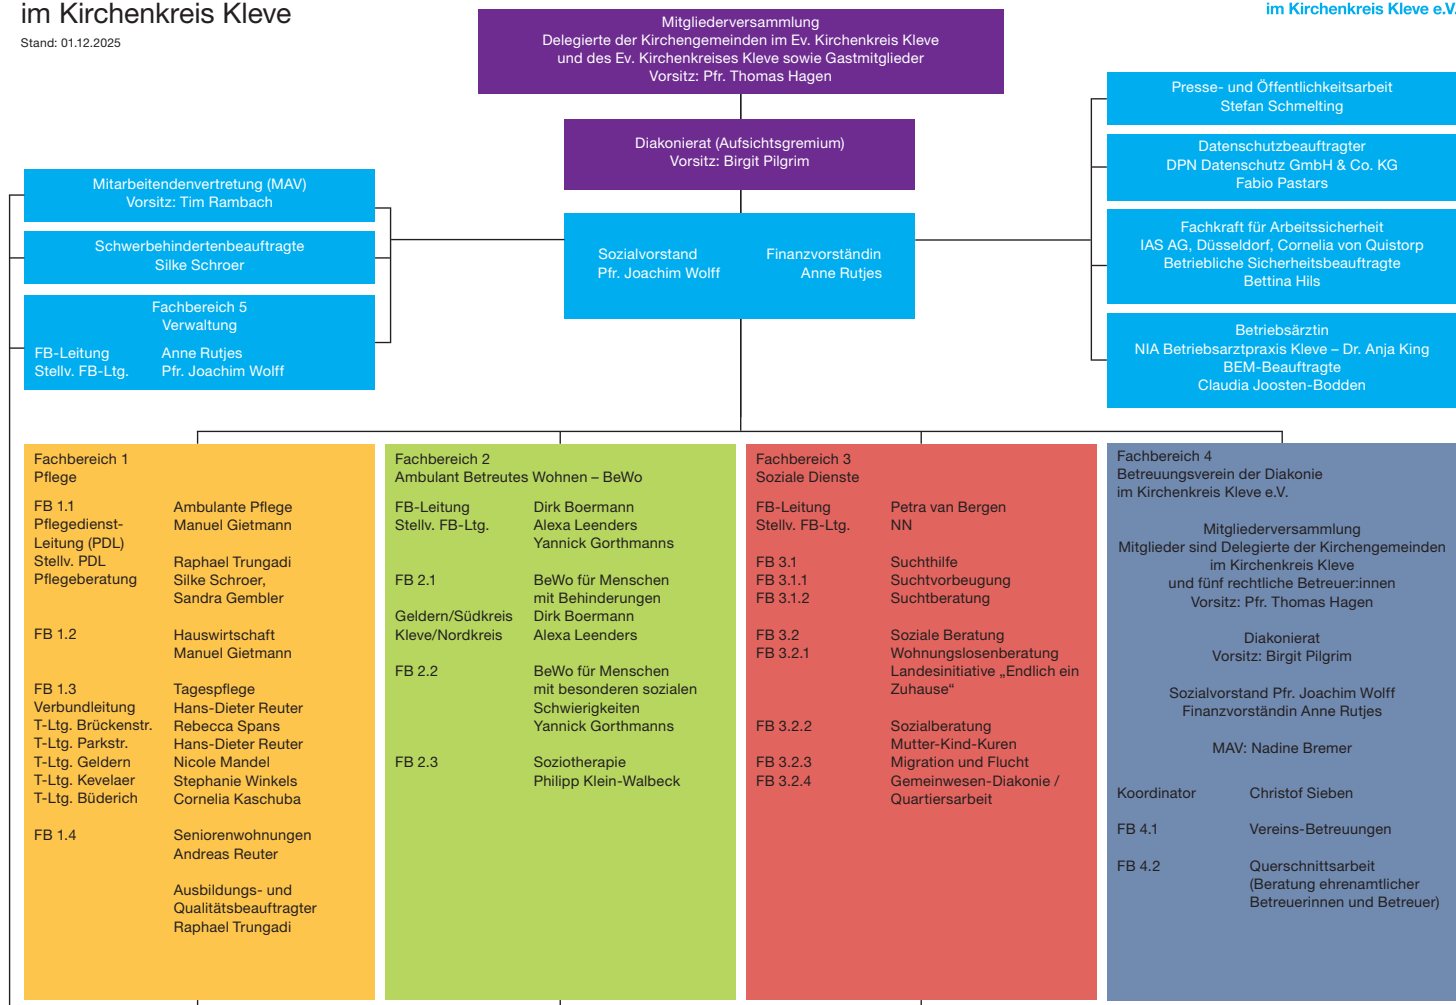 im Kirchenkreis Kleve
Stand: 01.12.2025
im Kirchenkreis Kleve e.V.
Mitgliederversammlung
Delegierte der Kirchengemeinden im Ev. Kirchenkreis Kleve
und des Ev. Kirchenkreises Kleve sowie Gastmitglieder
Vorsitz: Pfr. Thomas Hagen
Diakonierat (Aufsichtsgremium)
Vorsitz: Birgit Pilgrim
Sozialvorstand Finanzvorständin
Pfr. Joachim Wolff Anne Rutjes
Mitarbeitendenvertretung (MAV)
Vorsitz: Tim Rambach
Schwerbehindertenbeauftragte
Silke Schroer
Fachbereich 5
Verwaltung
FB-Leitung Anne Rutjes
Stellv. FB-Ltg. Pfr. Joachim Wolff
Presse- und Öffentlichkeitsarbeit
Stefan Schmelting
Datenschutzbeauftragter
DPN Datenschutz GmbH & Co. KG
Fabio Pastars
Fachkraft für Arbeitssicherheit
IAS AG, Düsseldorf, Cornelia von Quistorp
Betriebliche Sicherheitsbeauftragte
Bettina Hils
Betriebsärztin
NIA Betriebsarztpraxis Kleve – Dr. Anja King
BEM-Beauftragte
Claudia Joosten-Bodden
Fachbereich 1
Pflege
FB 1.1 Ambulante Pflege
Pflegedienst- Manuel Gietmann
Leitung (PDL)
Stellv. PDL Raphael Trungadi
Pflegeberatung Silke Schroer,
Sandra Gembler
FB 1.2 Hauswirtschaft
Manuel Gietmann
FB 1.3 Tagespflege
Verbundleitung Hans-Dieter Reuter
T-Ltg. Brückenstr. Rebecca Spans
T-Ltg. Parkstr. Hans-Dieter Reuter
T-Ltg. Geldern Nicole Mandel
T-Ltg. Kevelaer Stephanie Winkels
T-Ltg. Büderich Cornelia Kaschuba
FB 1.4 Seniorenwohnungen
Andreas Reuter
Ausbildungs- und
Qualitätsbeauftragter
Raphael Trungadi
Fachbereich 2
Ambulant Betreutes Wohnen – BeWo
FB-Leitung Dirk Boermann
Stellv. FB-Ltg. Alexa Leenders
Yannick Gorthmanns
FB 2.1 BeWo für Menschen
mit Behinderungen
Geldern/Südkreis Dirk Boermann
Kleve/Nordkreis Alexa Leenders
FB 2.2 BeWo für Menschen
mit besonderen sozialen
Schwierigkeiten
Yannick Gorthmanns
FB 2.3 Soziotherapie
Philipp Klein-Walbeck
Fachbereich 3
Soziale Dienste
FB-Leitung Petra van Bergen
Stellv. FB-Ltg. NN
FB 3.1 Suchthilfe
FB 3.1.1 Suchtvorbeugung
FB 3.1.2 Suchtberatung
FB 3.2 Soziale Beratung
FB 3.2.1 Wohnungslosenberatung
Landesinitiative „Endlich ein
Zuhause“
FB 3.2.2 Sozialberatung
Mutter-Kind-Kuren
FB 3.2.3 Migration und Flucht
FB 3.2.4 Gemeinwesen-Diakonie /
Quartiersarbeit
Fachbereich 4
Betreuungsverein der Diakonie
im Kirchenkreis Kleve e.V.
Mitgliederversammlung
Mitglieder sind Delegierte der Kirchengemeinden
im Kirchenkreis Kleve
und fünf rechtliche Betreuer:innen
Vorsitz: Pfr. Thomas Hagen
Diakonierat
Vorsitz: Birgit Pilgrim
Sozialvorstand Pfr. Joachim Wolff
Finanzvorständin Anne Rutjes
MAV: Nadine Bremer
Koordinator Christof Sieben
FB 4.1 Vereins-Betreuungen
FB 4.2 Querschnittsarbeit
(Beratung ehrenamtlicher
Betreuerinnen und Betreuer)